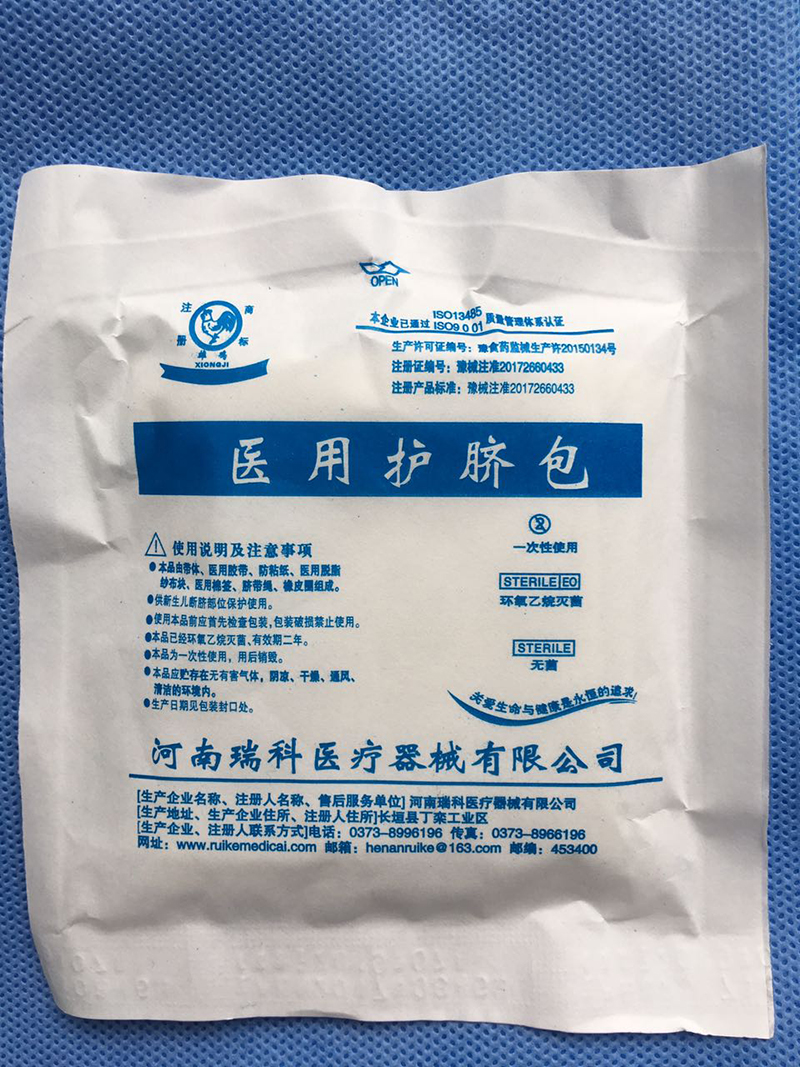 OPEN
注 商
册 标
雄鸡
XIONGJI
本企业已通过 ISO13485 ISO9001 质量管理体系认证
生产许可证编号：豫食药监械生产许20150134号
注册证编号：豫械注准20172660433
注册产品标准：豫械注准20172660433
医用护脐包
使用说明及注意事项
●本品由带体、医用胶带、防粘纸、医用脱脂
纱布块、医用棉签、脐带绳、橡皮圈组成。
●供新生儿断脐部位保护使用。
●使用本品前应首先检查包装，包装破损禁止使用。
●本品已经环氧乙烷灭菌、有效期二年。
●本品为一次性使用，用后销毁。
●本品应贮存在无有害气体，阴凉、干燥、通风、
清洁的环境内。
●生产日期见包装封口处。
2
一次性使用
STERILE EO
环氧乙烷灭菌
STERILE
无菌
关爱生命与健康是永恒的追求!
河南瑞科医疗器械有限公司
[生产企业名称、注册人名称、售后服务单位] 河南瑞科医疗器械有限公司
[生产地址、生产企业住所、注册人住所]长垣县丁栾工业区
[生产企业、注册人联系方式]电话：0373-8996196 传真：0373-8966196
网址：www.ruikemedicai.com 邮箱：henanruike@163.com 邮编：453400